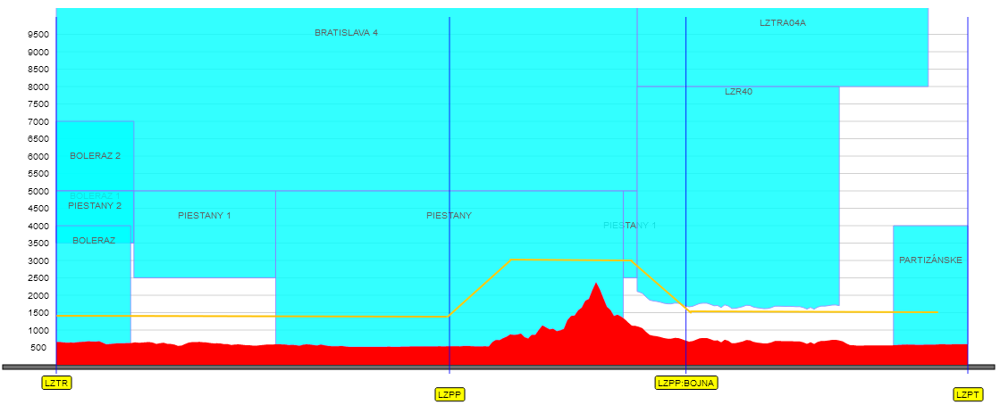 LZTRA04A
BRATISLAVA 4
9500
9000
8500
8000
LZR40
7000
6500
6000
BOLERAZ 2
5500
5000
BOLERAZ 1
4500
PIESTANY 2
PIESTANY 1
PIESTANY
PIESTANY 1
4000
3500
BOLERAZ
3000
PARTIZÁNSKE
2500
2000
1500
1000
500
LZTR
LZPP
LZPP:BOJNA
LZPT